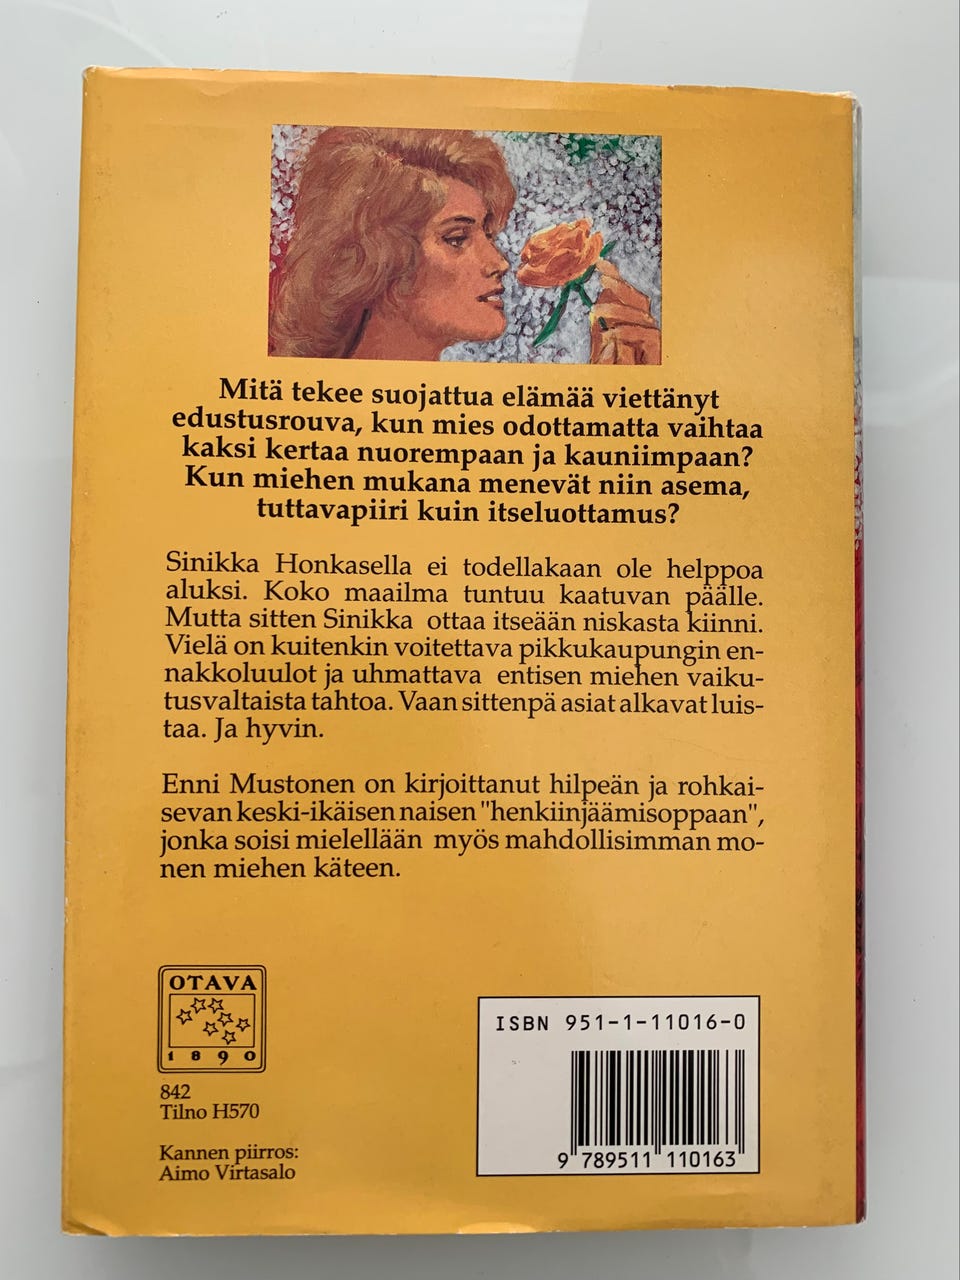 Mitä tekee suojattua elämää viettänyt
edustusrouva, kun mies odottamatta vaihtaa
kaksi kertaa nuorempaan ja kauniimpaan?
Kun miehen mukana menevät niin asema,
tuttavapiiri kuin itseluottamus?
Sinikka Honkasella ei todellakaan ole helppoa
aluksi. Koko maailma tuntuu kaatuvan päälle.
Mutta sitten Sinikka ottaa itseään niskasta kiinni.
Vielä on kuitenkin voitettava pikkukaupungin en-
nakkoluulot ja uhmattava entisen miehen vaiku-
tusvaltaista tahtoa. Vaan sittenpä asiat alkavat luis-
taa. Ja hyvin.
Enni Mustonen on kirjoittanut hilpeän ja rohkai-
sevan keski-ikäisen naisen "henkiinjäämisoppaan",
jonka soisi mielellään myös mahdollisimman mo-
nen miehen käteen.
OTAVA
1890
842
Tilno H570
Kannen piirros:
Aimo Virtasalo
ISBN 951-1-11016-0
9 789511 110163